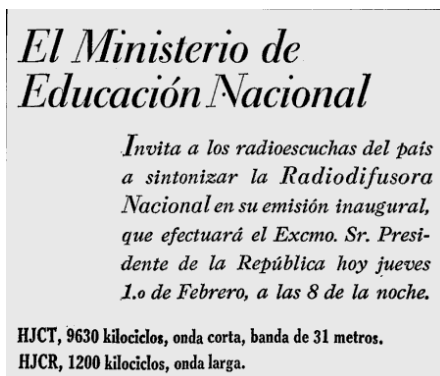 El Ministerio de
Educación Nacional
Invita a los radioescuchas del país
a sintonizar la Radiodifusora
Nacional en su emisión inaugural,
que efectuará el Excmo. Sr. Presi-
dente de la República hoy jueves
1.o de Febrero, a las 8 de la noche.
HJCT, 9630 kilociclos, onda corta, banda de 31 metros.
HJCR, 1200 kilociclos, onda larga.